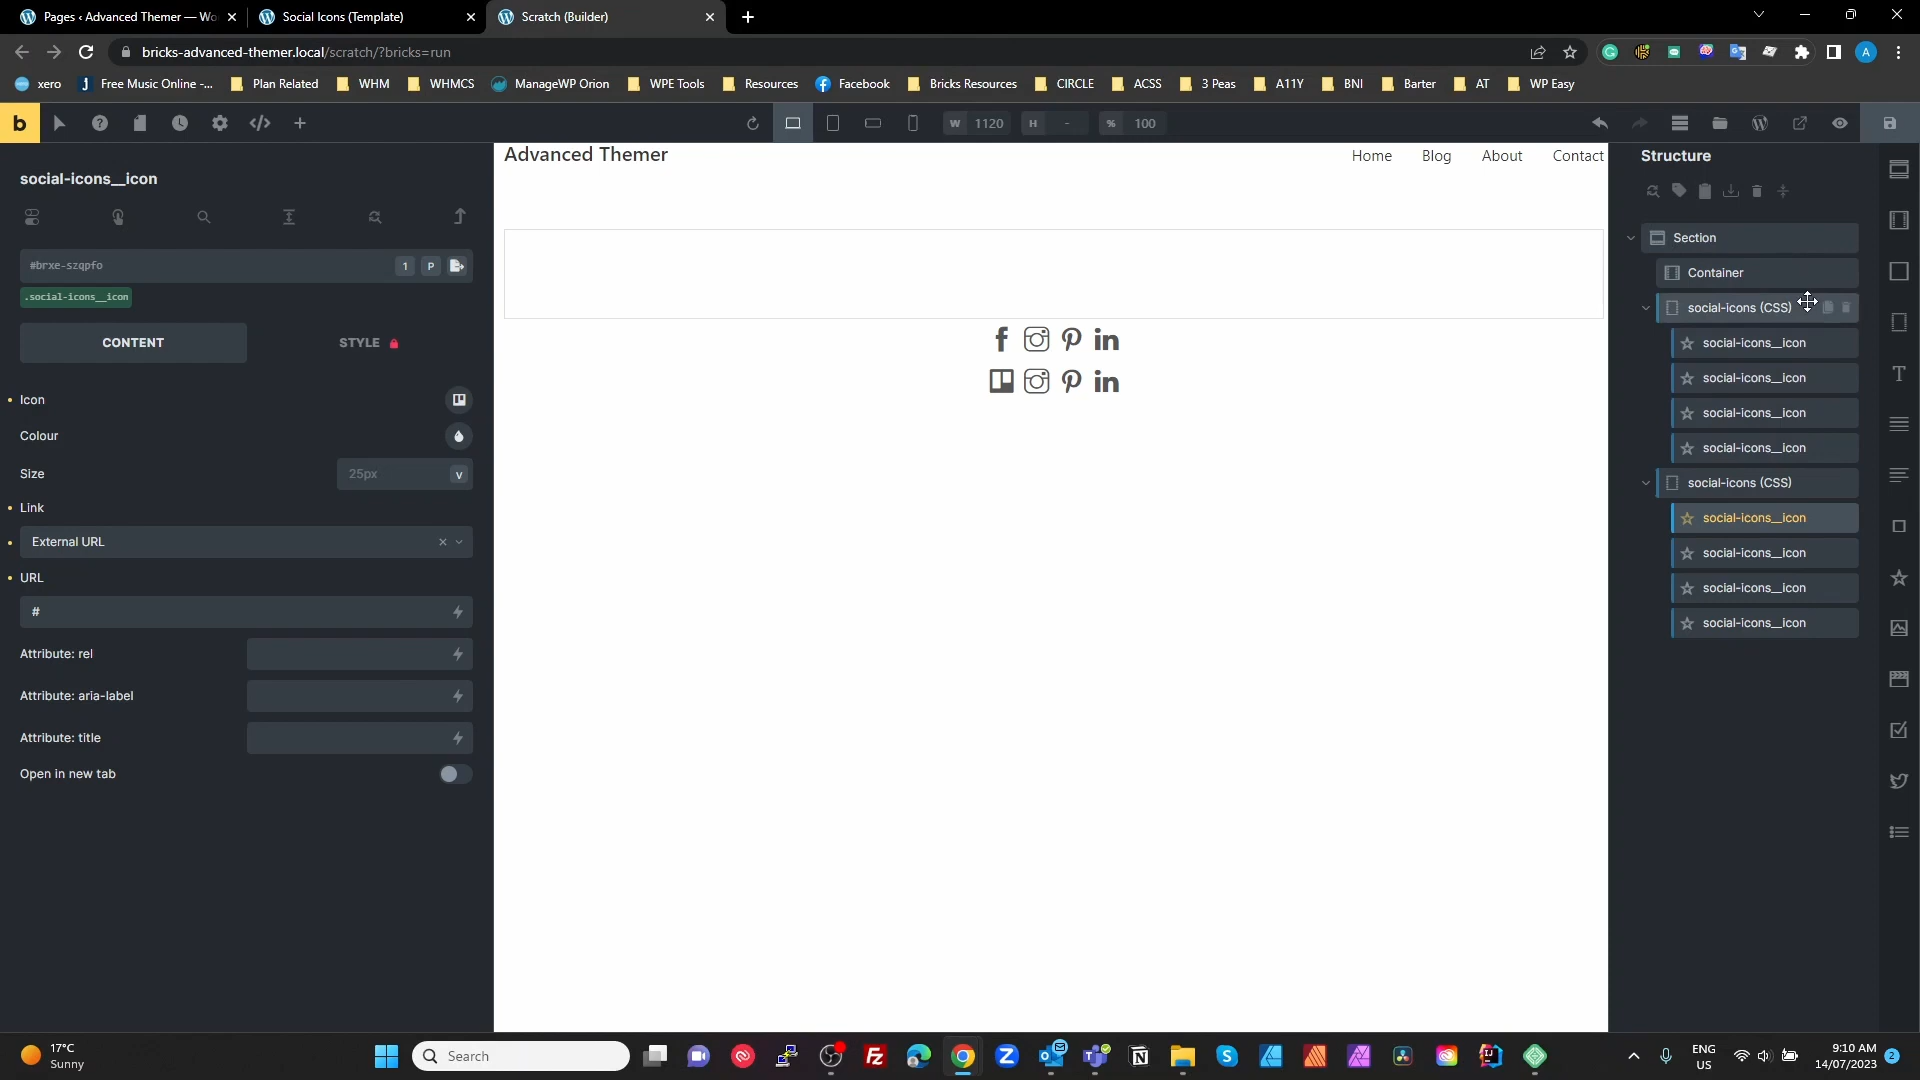 Pages ‹ Advanced Themer — Wo
Social Icons (Template)
Scratch (Builder)
bricks-advanced-themer.local/scratch/?bricks=run
A
xero
Free Music Online -...
Plan Related
WHM
WHMCS
ManageWP Orion
WPE Tools
Resources
Facebook
Bricks Resources
CIRCLE
ACSS
3 Peas
A11Y
BNI
Barter
AT
WP Easy
b
W 1120
H -
% 100
social-icons__icon
#brxe-szqpfo
1 P
.social-icons__icon
CONTENT
STYLE
Icon
Colour
Size
25px
v
Link
External URL
URL
#
Attribute: rel
Attribute: aria-label
Attribute: title
Open in new tab
Advanced Themer
Home
Blog
About
Contact
Structure
Section
Container
social-icons (CSS)
social-icons__icon
social-icons__icon
social-icons__icon
social-icons__icon
social-icons (CSS)
social-icons__icon
social-icons__icon
social-icons__icon
social-icons__icon
17°C
Sunny
Search
ENG
US
9:10 AM
14/07/2023
2